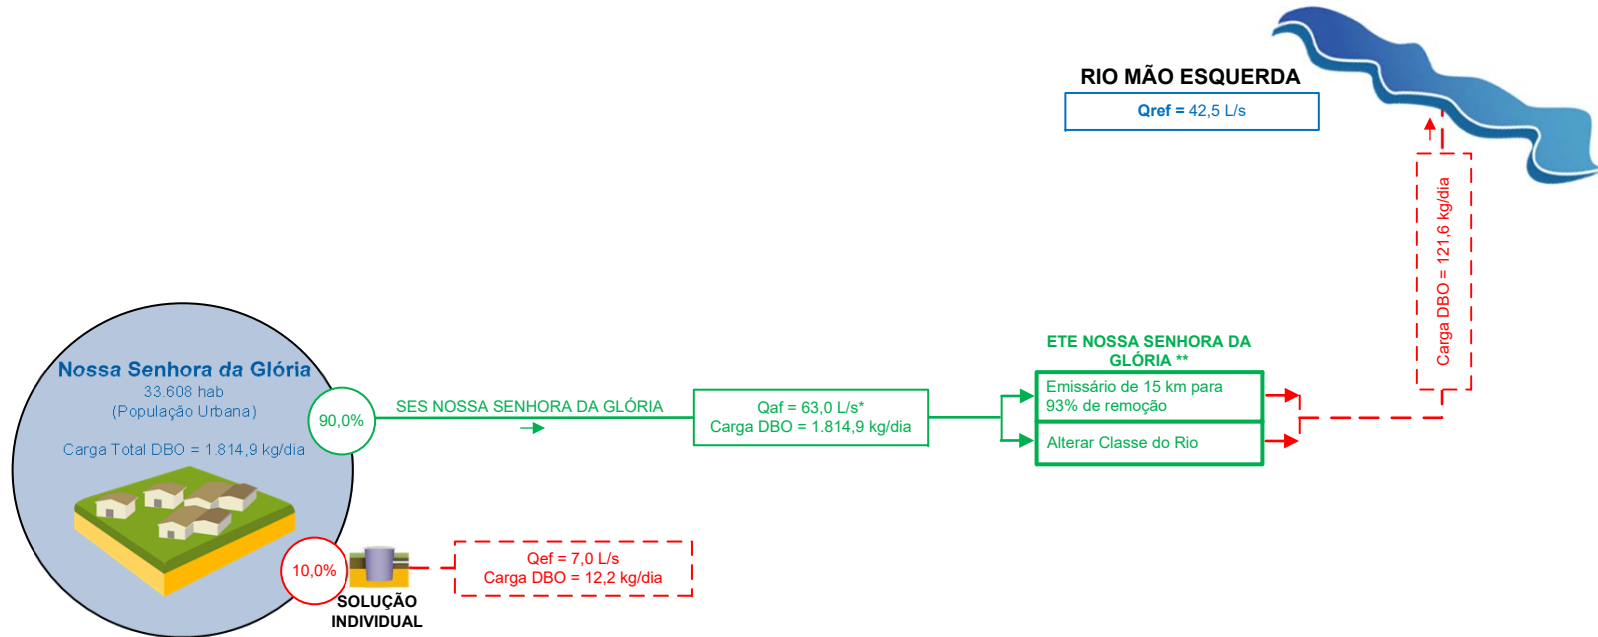 RIO MÃO ESQUERDA
Qref = 42,5 L/s
Carga DBO = 121,6 kg/dia
Nossa Senhora da Glória
33.608 hab
(População Urbana)
Carga Total DBO = 1.814,9 kg/dia
90,0%
SES NOSSA SENHORA DA GLÓRIA
Qaf = 63,0 L/s*
Carga DBO = 1.814,9 kg/dia
ETE NOSSA SENHORA DA
GLÓRIA **
Emissário de 15 km para
93% de remoção
Alterar Classe do Rio
10,0%
SOLUÇÃO
INDIVIDUAL
Qef = 7,0 L/s
Carga DBO = 12,2 kg/dia